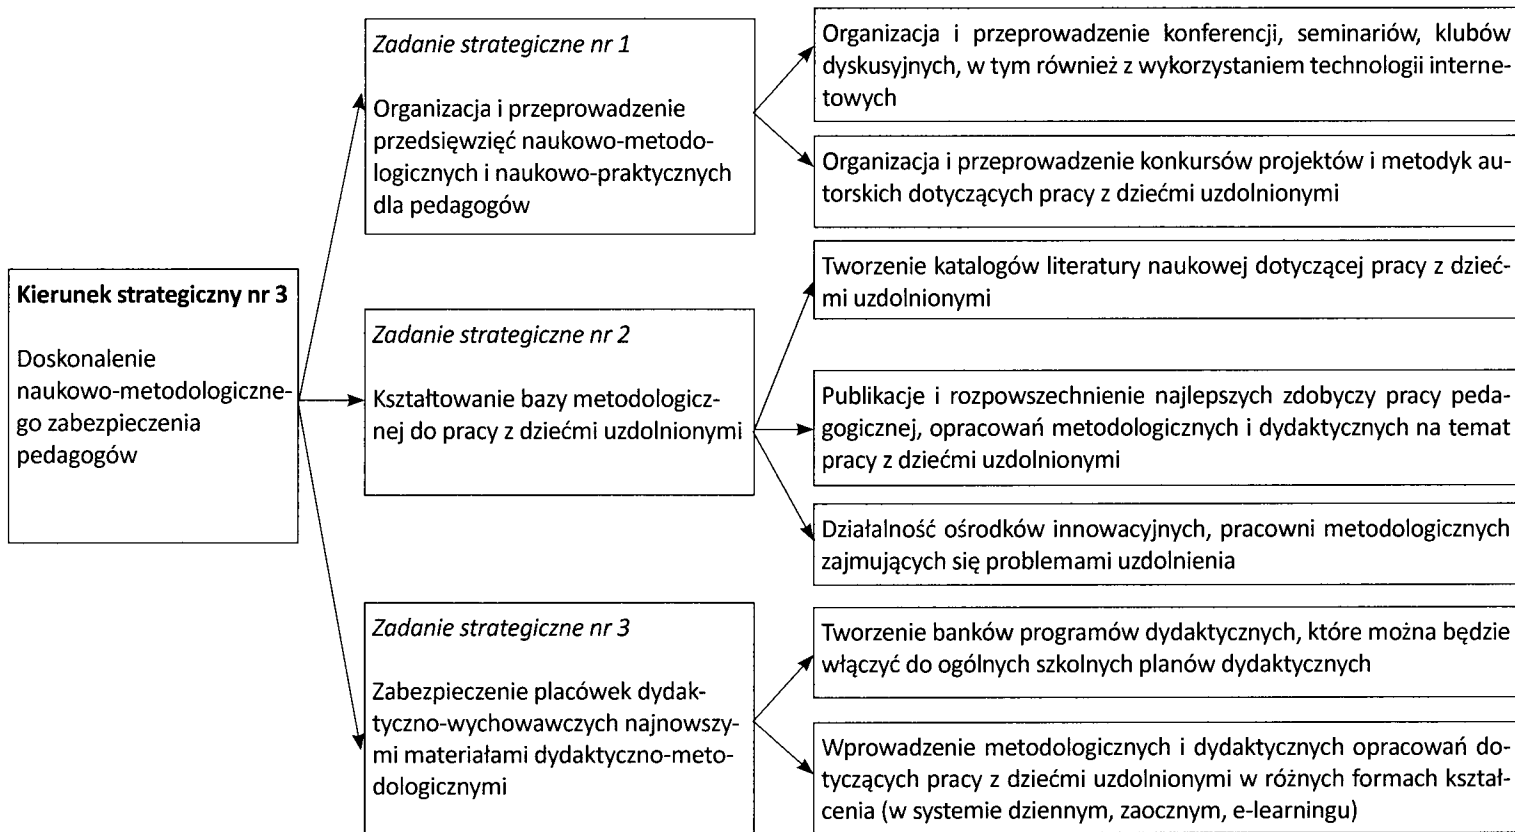 Kierunek strategiczny nr 3
Doskonalenie
naukowo-metodologiczne-
go zabezpieczenia
pedagogów
Zadanie strategiczne nr 1
Organizacja i przeprowadzenie
przedsięwzięć naukowo-metodo-
logicznych i naukowo-praktycznych
dla pedagogów
Organizacja i przeprowadzenie konferencji, seminariów, klubów
dyskusyjnych, w tym również z wykorzystaniem technologii interne-
towych
Organizacja i przeprowadzenie konkursów projektów i metodyk au-
torskich dotyczących pracy z dziećmi uzdolnionymi
Zadanie strategiczne nr 2
Kształtowanie bazy metodologicz-
nej do pracy z dziećmi uzdolnionymi
Tworzenie katalogów literatury naukowej dotyczącej pracy z dzieć-
mi uzdolnionymi
Publikacje i rozpowszechnienie najlepszych zdobyczy pracy peda-
gogicznej, opracowań metodologicznych i dydaktycznych na temat
pracy z dziećmi uzdolnionymi
Działalność ośrodków innowacyjnych, pracowni metodologicznych
zajmujących się problemami uzdolnienia
Zadanie strategiczne nr 3
Zabezpieczenie placówek dydak-
tyczno-wychowawczych najnowszy-
mi materiałami dydaktyczno-meto-
dologicznymi
Tworzenie banków programów dydaktycznych, które można będzie
włączyć do ogólnych szkolnych planów dydaktycznych
Wprowadzenie metodologicznych i dydaktycznych opracowań do-
tyczących pracy z dziećmi uzdolnionymi w różnych formach kształ-
cenia (w systemie dziennym, zaocznym, e-learningu)